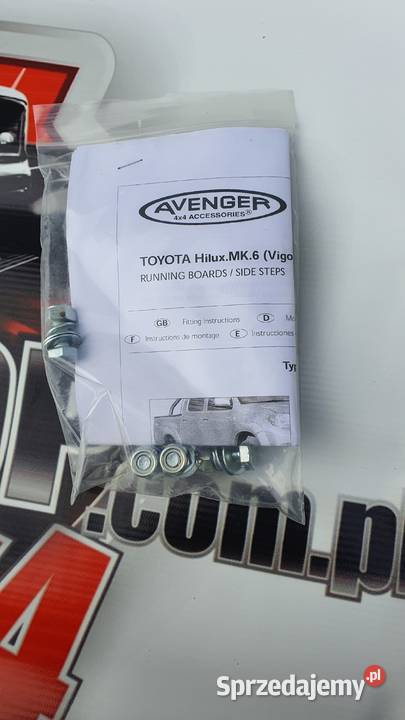 AVENGER
4x4 ACCESSORIES®
TOYOTA Hilux.MK.6 (Vigo
RUNNING BOARDS / SIDE STEPS
GB Fitting Instructions D
F Instructions de montage E Instrucciones
Typ
.com.pl
4
Sprzedajemy.pl